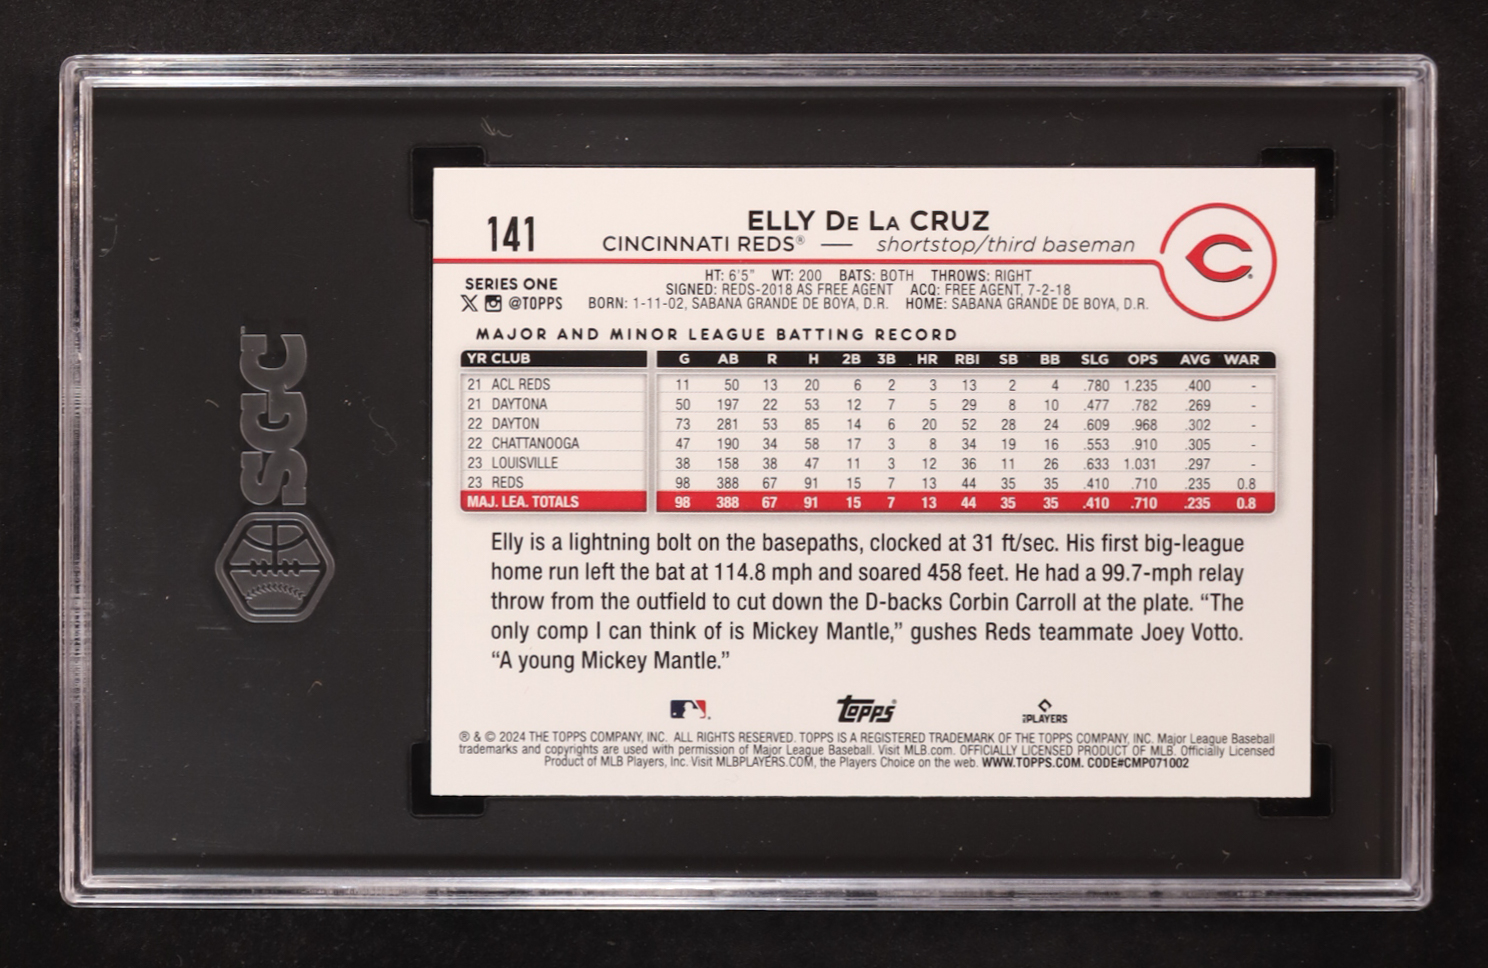 SGC
141
ELLY DE LA CRUZ
CINCINNATI REDS® — shortstop/third baseman
C
SERIES ONE
@TOPPS
HT: 6'5" WT: 200 BATS: BOTH THROWS: RIGHT
SIGNED: REDS-2018 AS FREE AGENT ACQ: FREE AGENT, 7-2-18
BORN: 1-11-02, SABANA GRANDE DE BOYA, D.R. HOME: SABANA GRANDE DE BOYA, D.R.
MAJOR AND MINOR LEAGUE BATTING RECORD
YR CLUB G AB R H 2B 3B HR RBI SB BB SLG OPS AVG WAR
21 ACL REDS 11 50 13 20 6 2 3 13 2 4 .780 1.235 .400 -
21 DAYTONA 50 197 22 53 12 7 5 29 8 10 .477 .782 .269 -
22 DAYTON 73 281 53 85 14 6 20 52 28 24 .609 .968 .302 -
22 CHATTANOOGA 47 190 34 58 17 3 8 34 19 16 .553 .910 .305 -
23 LOUISVILLE 38 158 38 47 11 3 12 36 11 26 .633 1.031 .297 -
23 REDS 98 388 67 91 15 7 13 44 35 35 .410 .710 .235 0.8
MAJ. LEA. TOTALS 98 388 67 91 15 7 13 44 35 35 .410 .710 .235 0.8
Elly is a lightning bolt on the basepaths, clocked at 31 ft/sec. His first big-league
home run left the bat at 114.8 mph and soared 458 feet. He had a 99.7-mph relay
throw from the outfield to cut down the D-backs Corbin Carroll at the plate. “The
only comp I can think of is Mickey Mantle,” gushes Reds teammate Joey Votto.
“A young Mickey Mantle.”
Topps®
PLAYERS
® & © 2024 THE TOPPS COMPANY, INC. ALL RIGHTS RESERVED. TOPPS IS A REGISTERED TRADEMARK OF THE TOPPS COMPANY, INC. Major League Baseball
trademarks and copyrights are used with permission of Major League Baseball. Visit MLB.com. OFFICIALLY LICENSED PRODUCT OF MLB. Officially Licensed
Product of MLB Players, Inc. Visit MLBPLAYERS.COM, the Players Choice on the web. WWW.TOPPS.COM. CODE#CMP071002